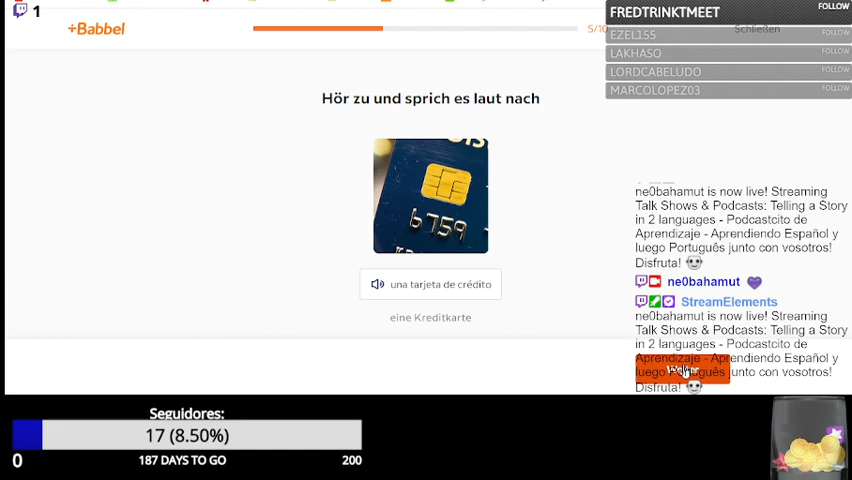 1
+Babbel
5/10
Schließen
FREDTRINKTMEET FOLLOW
EZEL155 FOLLOW
LAKHASO FOLLOW
LORDCABELUDO FOLLOW
MARCOLOPEZ03 FOLLOW
Hör zu und sprich es laut nach
6759
una tarjeta de crédito
eine Kreditkarte
ne0bahamut is now live! Streaming
Talk Shows & Podcasts: Telling a Story
in 2 languages - Podcastcito de
Aprendizaje - Aprendiendo Español y
luego Português junto con vosotros!
Disfruta!
ne0bahamut
StreamElements
ne0bahamut is now live! Streaming
Talk Shows & Podcasts: Telling a Story
in 2 languages - Podcastcito de
Aprendizaje - Aprendiendo Español y
luego Português junto con vosotros!
Disfruta!
Weiter
Seguidores:
17 (8.50%)
0 187 DAYS TO GO 200